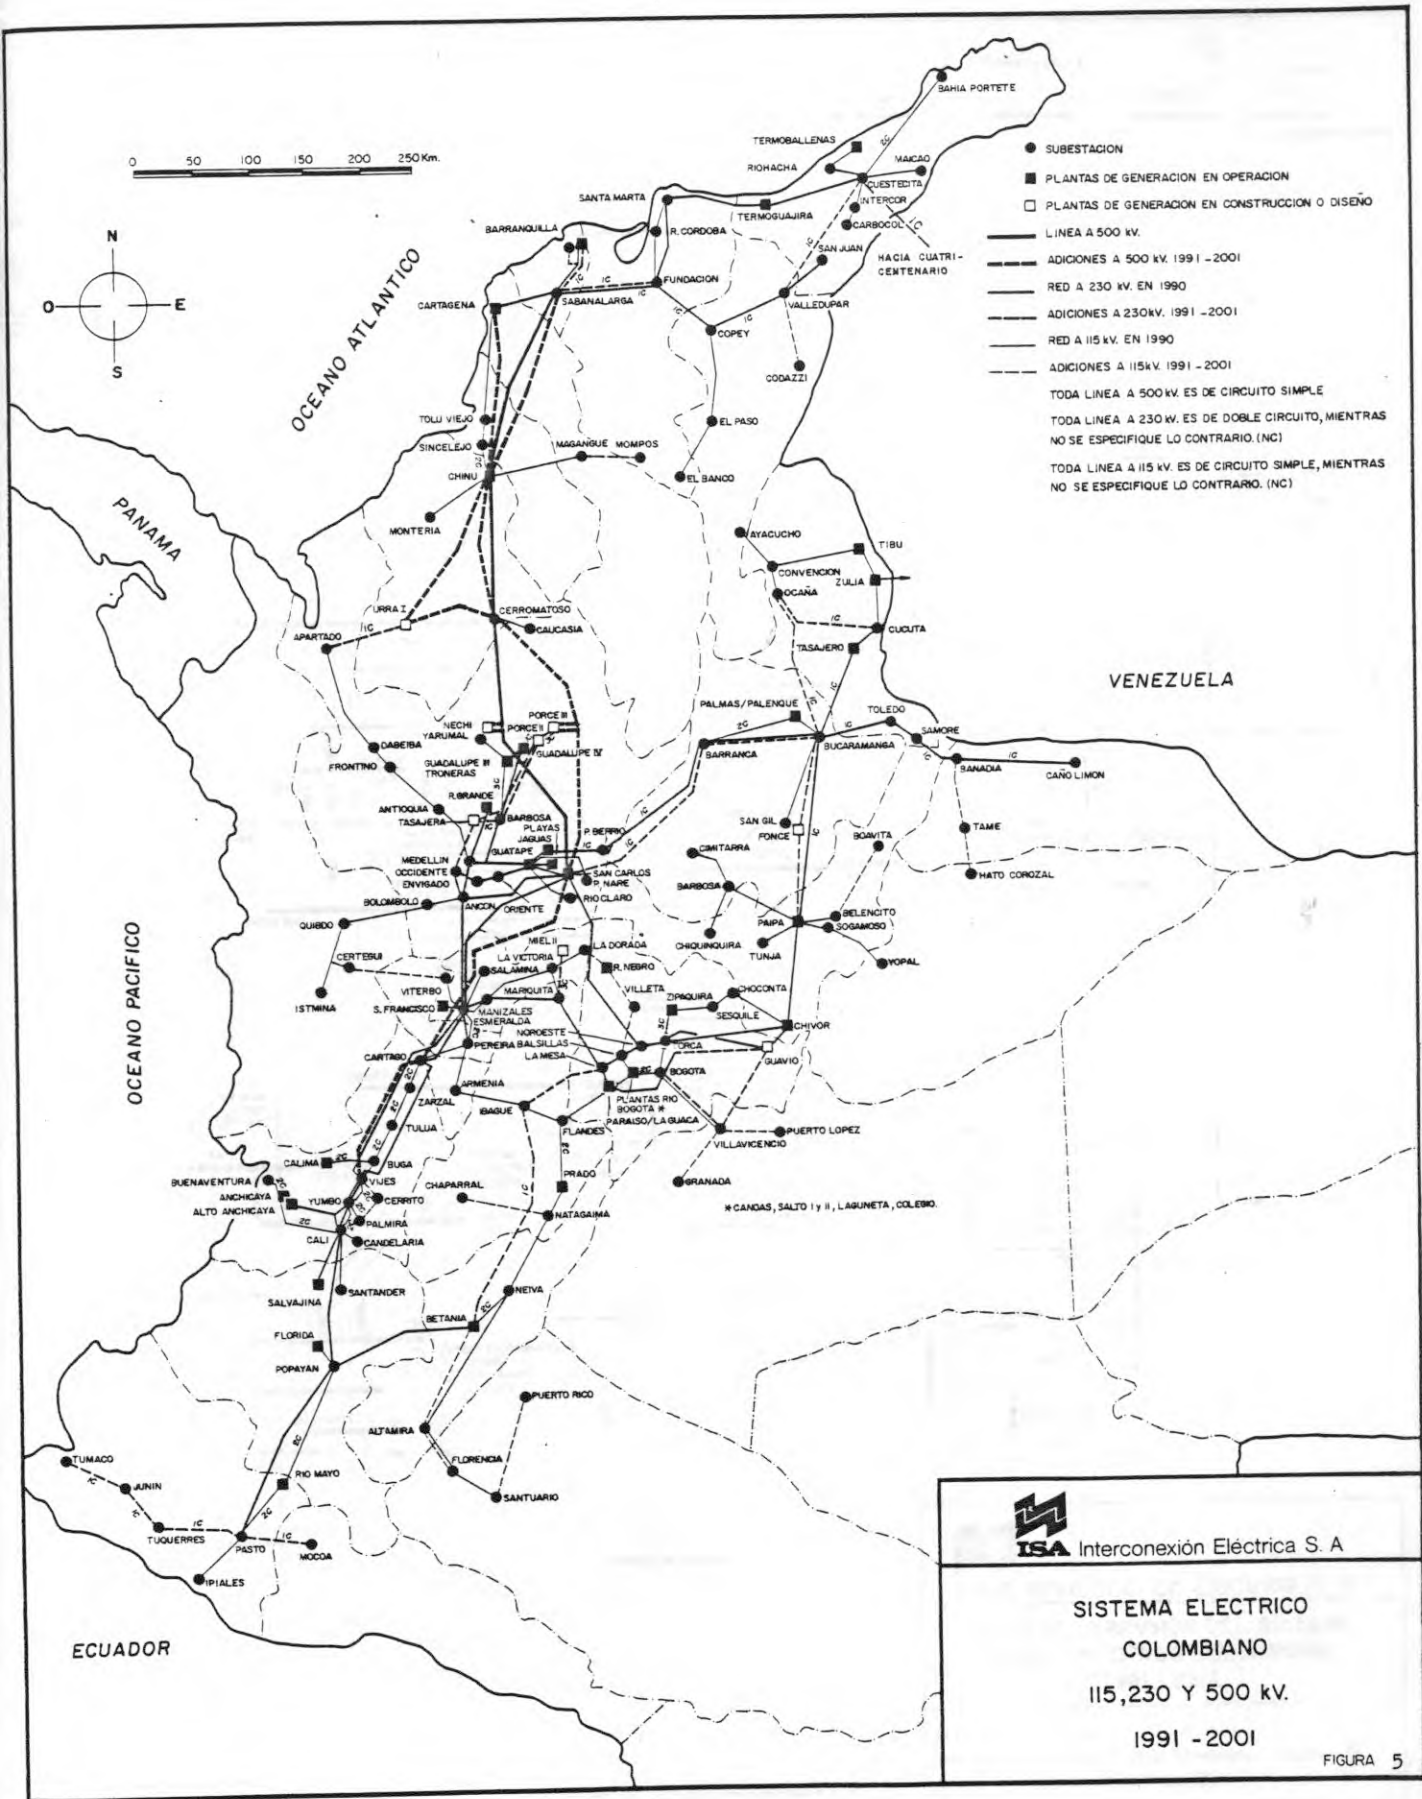 BAHIA PORTETE
TERMOBALLENAS
RIOHACHA
MAICAO
CUESTECITA
INTERCOR
CARBOCOL
SANTA MARTA
TERMOGUAJIRA
BARRANQUILLA
R. CORDOBA
SAN JUAN
HACIA CUATRI-
CENTENARIO
0 50 100 150 200 250 Km.
N
O E
S
SUBESTACION
PLANTAS DE GENERACION EN OPERACION
PLANTAS DE GENERACION EN CONSTRUCCION O DISEÑO
LINEA A 500 kV.
ADICIONES A 500 kV. 1991 -2001
RED A 230 kV. EN 1990
ADICIONES A 230kV. 1991 -2001
RED A 115 kV. EN 1990
ADICIONES A 115kV. 1991 -2001
TODA LINEA A 500 kV. ES DE CIRCUITO SIMPLE
TODA LINEA A 230 kV. ES DE DOBLE CIRCUITO, MIENTRAS
NO SE ESPECIFIQUE LO CONTRARIO. (NC)
TODA LINEA A 115 kV. ES DE CIRCUITO SIMPLE, MIENTRAS
NO SE ESPECIFIQUE LO CONTRARIO. (NC)
OCEANO ATLANTICO
CARTAGENA
SABANALARGA
FUNDACION
VALLEDUPAR
COPEY
CODAZZI
TOLU VIEJO
SINCELEJO
CHINU
MAGANGUE
MOMPOS
EL PASO
EL BANCO
MONTERIA
PANAMA
AYACUCHO
CONVENCION
TIBU
ZULIA
OCAÑA
CUCUTA
TASAJERO
URRA I
CERROMATOSO
CAUCASIA
APARTADO
VENEZUELA
PALMAS/PALENQUE
TOLEDO
SAMORE
BARRANCA
BUCARAMANGA
BANADIA
CAÑO LIMON
NECHI
YARUMAL
PORCE III
PORCE II
GUADALUPE IV
GUADALUPE III
TRONERAS
DABEIBA
FRONTINO
R. GRANDE
ANTIOQUIA
TASAJERA
BARBOSA
PLAYAS
JAGUAS
P. BERRIO
GUATAPE
MEDELLIN
OCCIDENTE
ENVIGADO
SAN CARLOS
P. NARE
RIO CLARO
BOLOMBOLO
ANCON
ORIENTE
QUIBDO
SAN GIL
FONCE
BOAVITA
TAME
HATO COROZAL
CIMITARRA
BARBOSA
PAIPA
BELENCITO
SOGAMOSO
CHIQUINQUIRA
TUNJA
YOPAL
OCEANO PACIFICO
CERTEGUI
ISTMINA
VITERBO
S. FRANCISCO
MIEL II
LA VICTORIA
SALAMINA
LA DORADA
R. NEGRO
MARIQUITA
MANIZALES
ESMERALDA
VILLETA
ZIPAQUIRA
CHOCONTA
SESQUILE
CHIVOR
NOROESTE
BALSILLAS
LA MESA
TORCA
GUAVIO
PEREIRA
CARTAGO
ARMENIA
ZARZAL
IBAGUE
BOGOTA
PLANTAS RIO
BOGOTA *
PARAISO/LA GUACA
FLANDES
TULUA
VILLAVICENCIO
PUERTO LOPEZ
GRANADA
CALIMA
BUGA
BUENAVENTURA
ANCHICAYA
ALTO ANCHICAYA
YUMBO
VIJES
CERRITO
PALMIRA
CALI
CANDELARIA
CHAPARRAL
PRADO
NATAGAIMA
* CANOAS, SALTO I y II, LAGUNETA, COLEGIO.
SALVAJINA
SANTANDER
NEIVA
BETANIA
FLORIDA
POPAYAN
PUERTO RICO
ALTAMIRA
FLORENCIA
SANTUARIO
TUMACO
JUNIN
RIO MAYO
TUQUERRES
PASTO
MOCOA
IPIALES
ECUADOR
ISA Interconexión Eléctrica S. A
SISTEMA ELECTRICO
COLOMBIANO
115,230 Y 500 kV.
1991 -2001
FIGURA 5